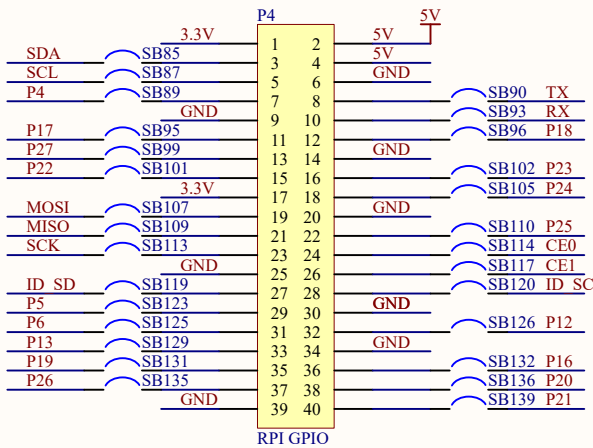 P4
5V
3.3V 1 2 5V
SDA SB85 3 4 5V
SCL SB87 5 6 GND
P4 SB89 7 8 SB90 TX
GND 9 10 SB93 RX
P17 SB95 11 12 SB96 P18
P27 SB99 13 14 GND
P22 SB101 15 16 SB102 P23
3.3V 17 18 SB105 P24
MOSI SB107 19 20 GND
MISO SB109 21 22 SB110 P25
SCK SB113 23 24 SB114 CE0
GND 25 26 SB117 CE1
ID SD SB119 27 28 SB120 ID SC
P5 SB123 29 30 GND
P6 SB125 31 32 SB126 P12
P13 SB129 33 34 GND
P19 SB131 35 36 SB132 P16
P26 SB135 37 38 SB136 P20
GND 39 40 SB139 P21
RPI GPIO